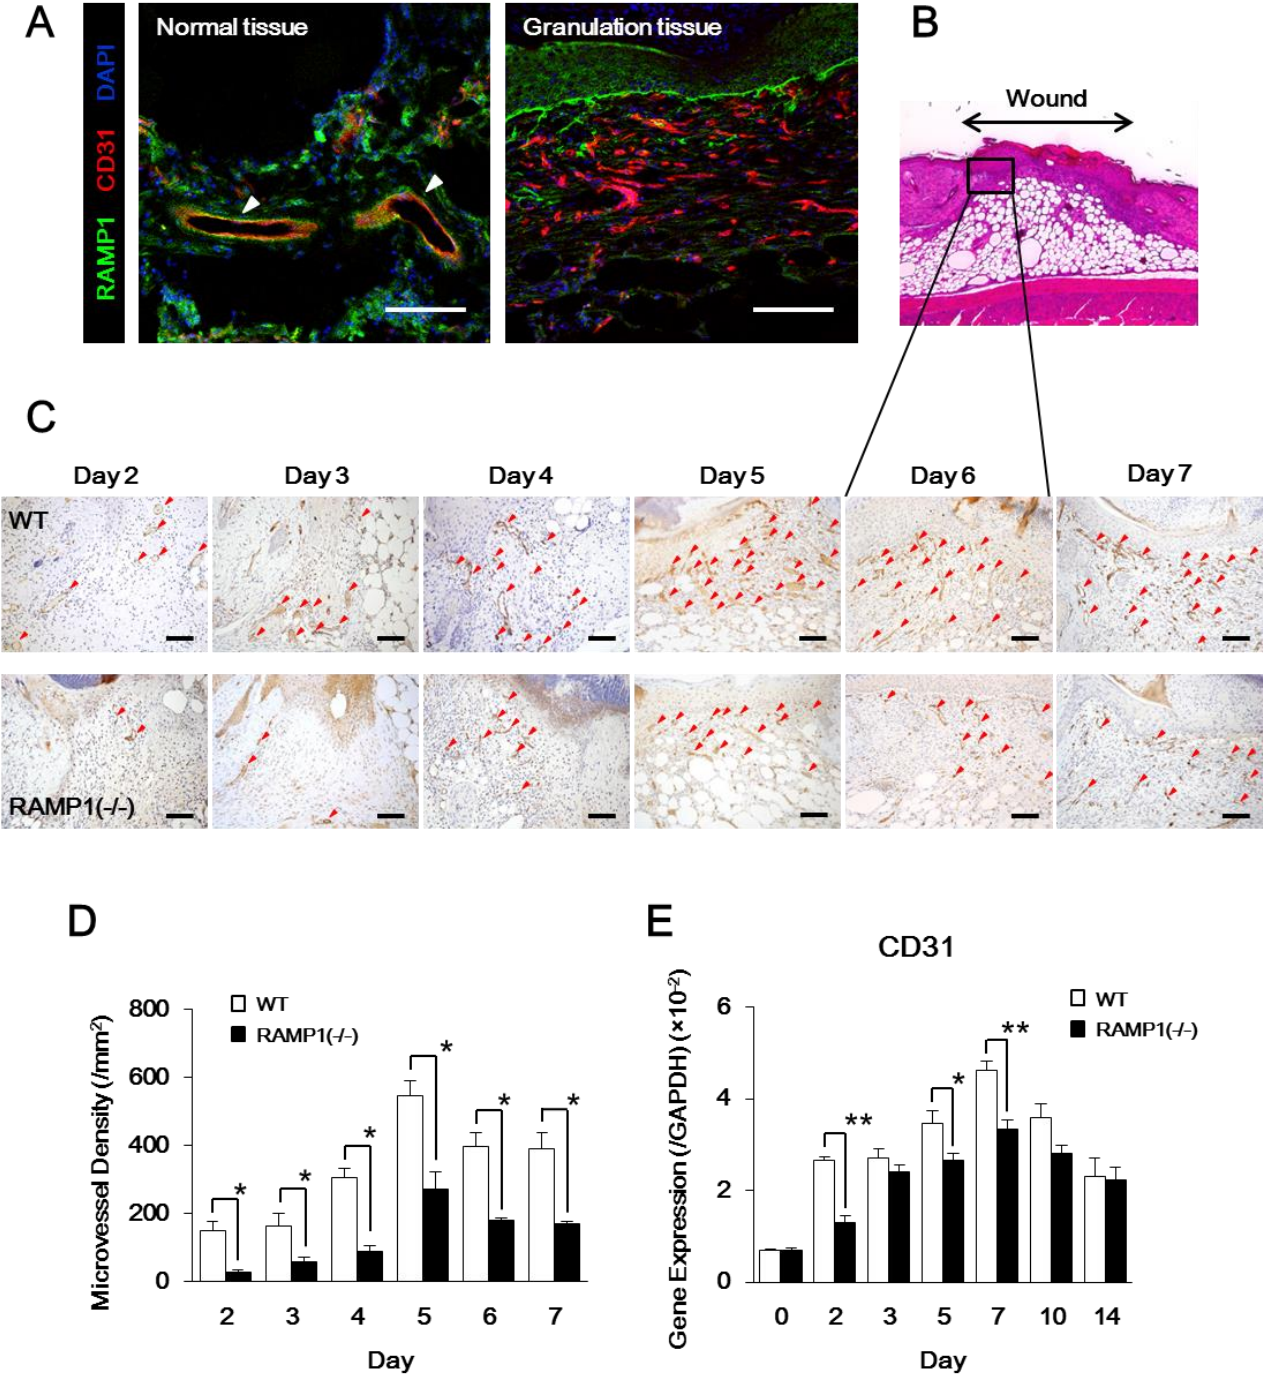 A
B
RAMP1 CD31 DAPI
Normal tissue
Granulation tissue
Wound
C
Day 2
Day 3
Day 4
Day 5
Day 6
Day 7
WT
RAMP1(-/-)
D
E
CD31
Microvessel Density (/mm²)
800
600
400
200
0
WT
RAMP1(-/-)
*
*
*
*
*
*
2
3
4
5
6
7
Day
Gene Expression (/GAPDH) (×10⁻²)
6
4
2
0
WT
RAMP1(-/-)
**
*
**
0
2
3
5
7
10
14
Day